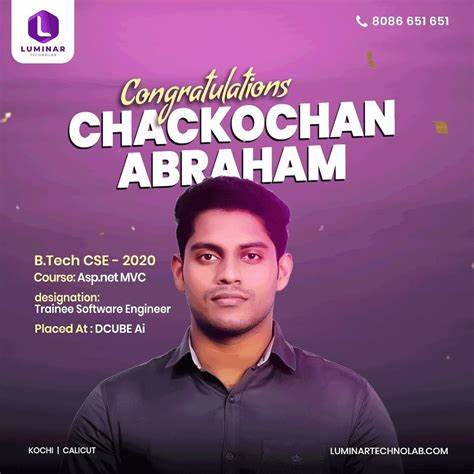 LUMINAR
TECHNOLAB
8086 651 651
Congratulations
CHACKOCHAN
ABRAHAM
B.Tech CSE - 2020
Course: Asp.net MVC
designation:
Trainee Software Engineer
Placed At : DCUBE Ai
KOCHI | CALICUT
LUMINARTECHNOLAB.COM